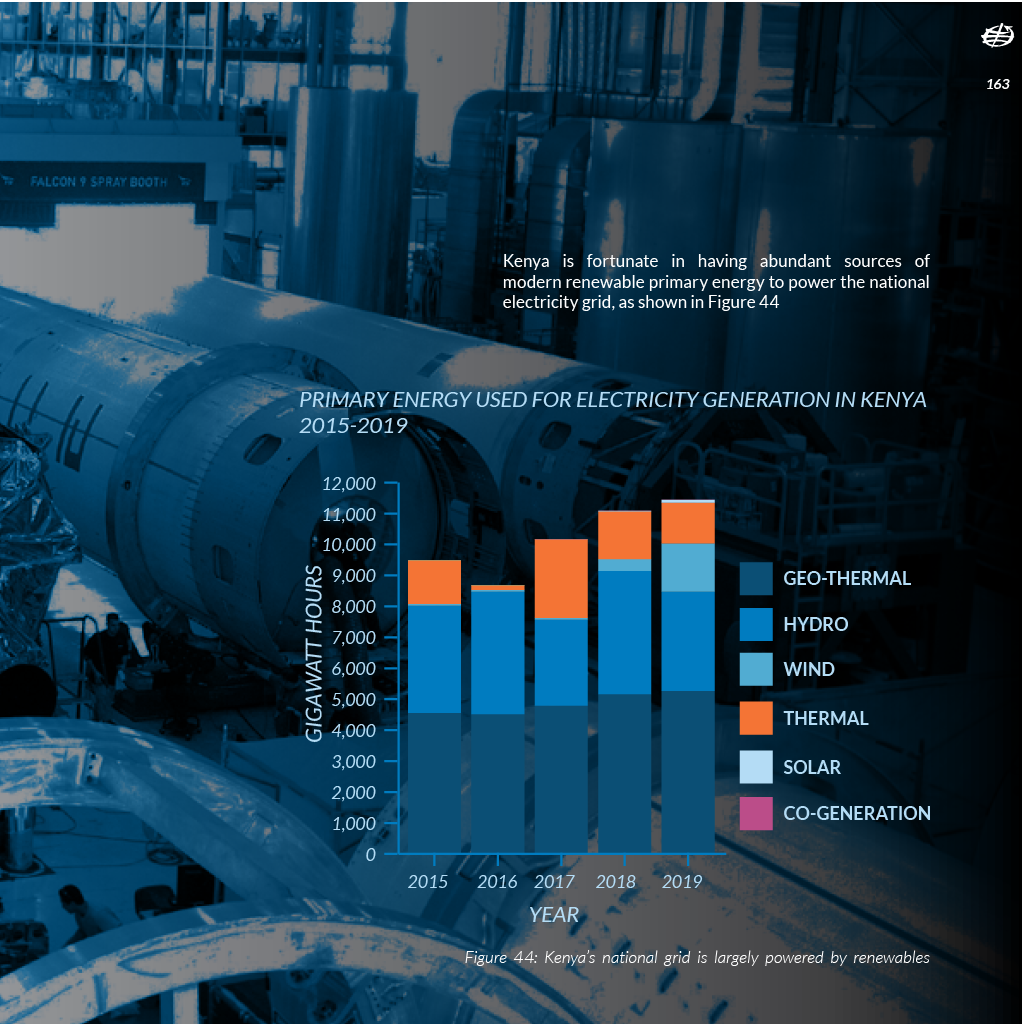 163
FALCON 9 SPRAY BOOTH
Kenya is fortunate in having abundant sources of
modern renewable primary energy to power the national
electricity grid, as shown in Figure 44
PRIMARY ENERGY USED FOR ELECTRICITY GENERATION IN KENYA
2015-2019
GIGAWATT HOURS
12,000
11,000
10,000
9,000
8,000
7,000
6,000
5,000
4,000
3,000
2,000
1,000
0
2015 2016 2017 2018 2019
YEAR
GEO-THERMAL
HYDRO
WIND
THERMAL
SOLAR
CO-GENERATION
Figure 44: Kenya’s national grid is largely powered by renewables